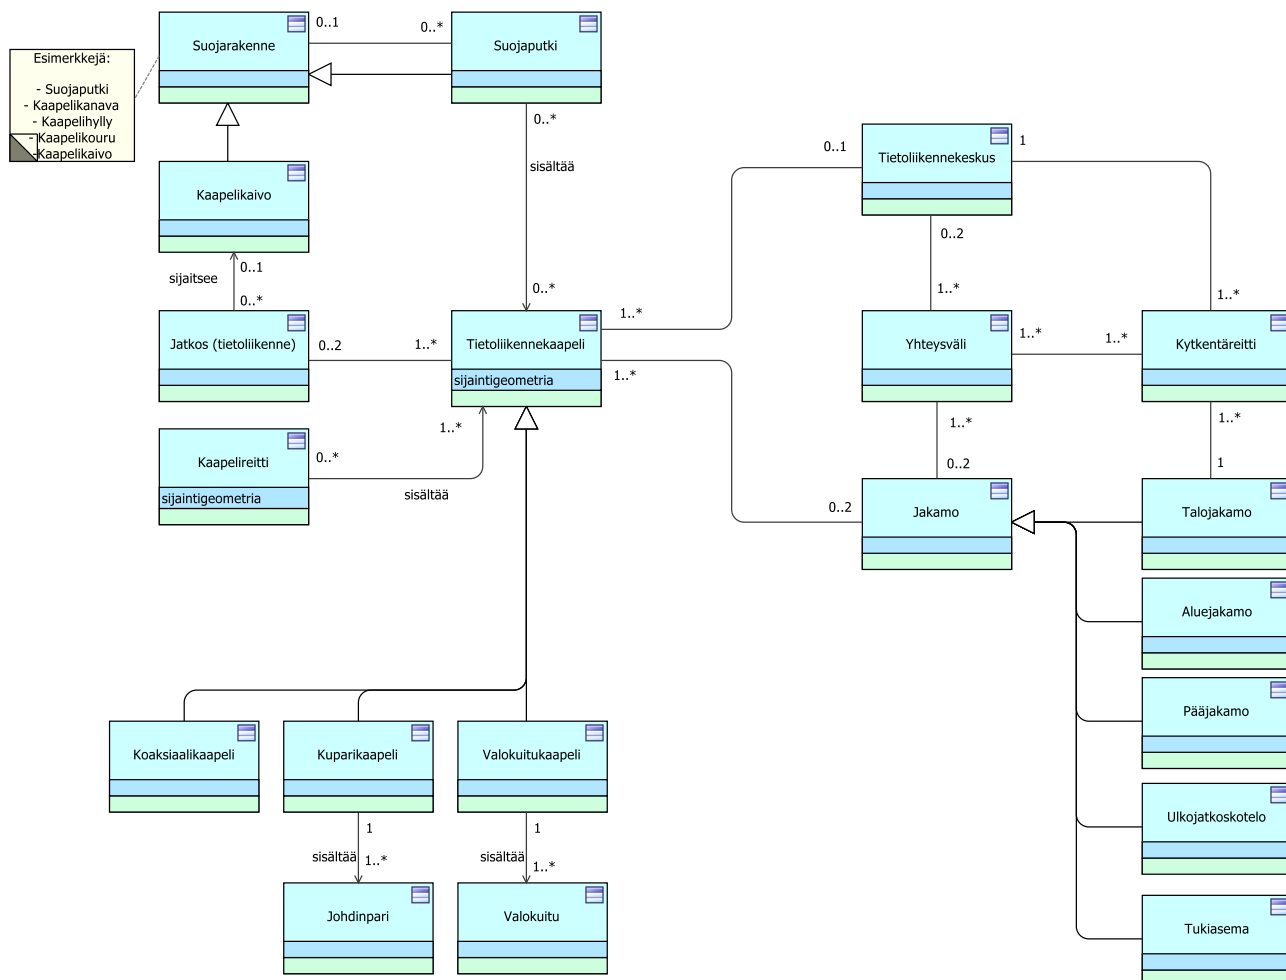 Suojarakenne
0..1
0..*
Suojaputki
Esimerkkejä:
- Suojaputki
- Kaapelikanava
- Kaapelihylly
- Kaapelikouru
-Kaapelikaivo
0..*
sisältää
0..*
Kaapelikaivo
sijaitsee
0..1
0..*
Jatkos (tietoliikenne)
0..2
1..*
Tietoliikennekaapeli
sijaintigeometria
1..*
0..1
1..*
0..2
Kaapelireitti
sijaintigeometria
0..*
1..*
sisältää
Tietoliikennekeskus
1
0..2
1..*
1..*
Yhteysväli
1..*
1..*
Kytkentäreitti
1..*
0..2
1..*
1
Jakamo
Talojakamo
Aluejakamo
Pääjakamo
Ulkojatkoskotelo
Tukiasema
Koaksiaalikaapeli
Kuparikaapeli
Valokuitukaapeli
1
sisältää
1..*
1
sisältää
1..*
Johdinpari
Valokuitu